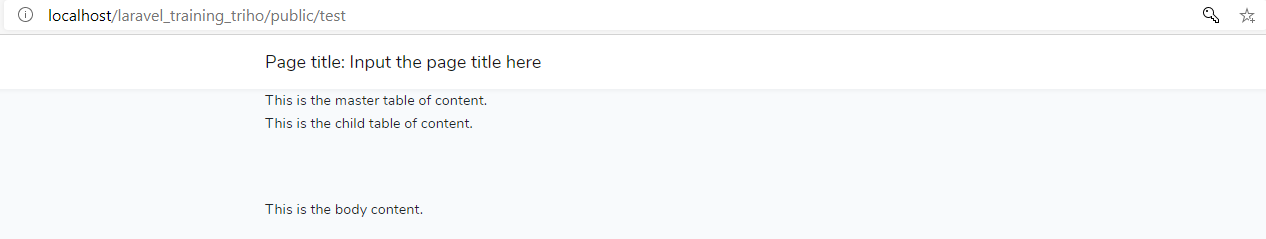 localhost/laravel_training_triho/public/test
Page title: Input the page title here
This is the master table of content.
This is the child table of content.
This is the body content.